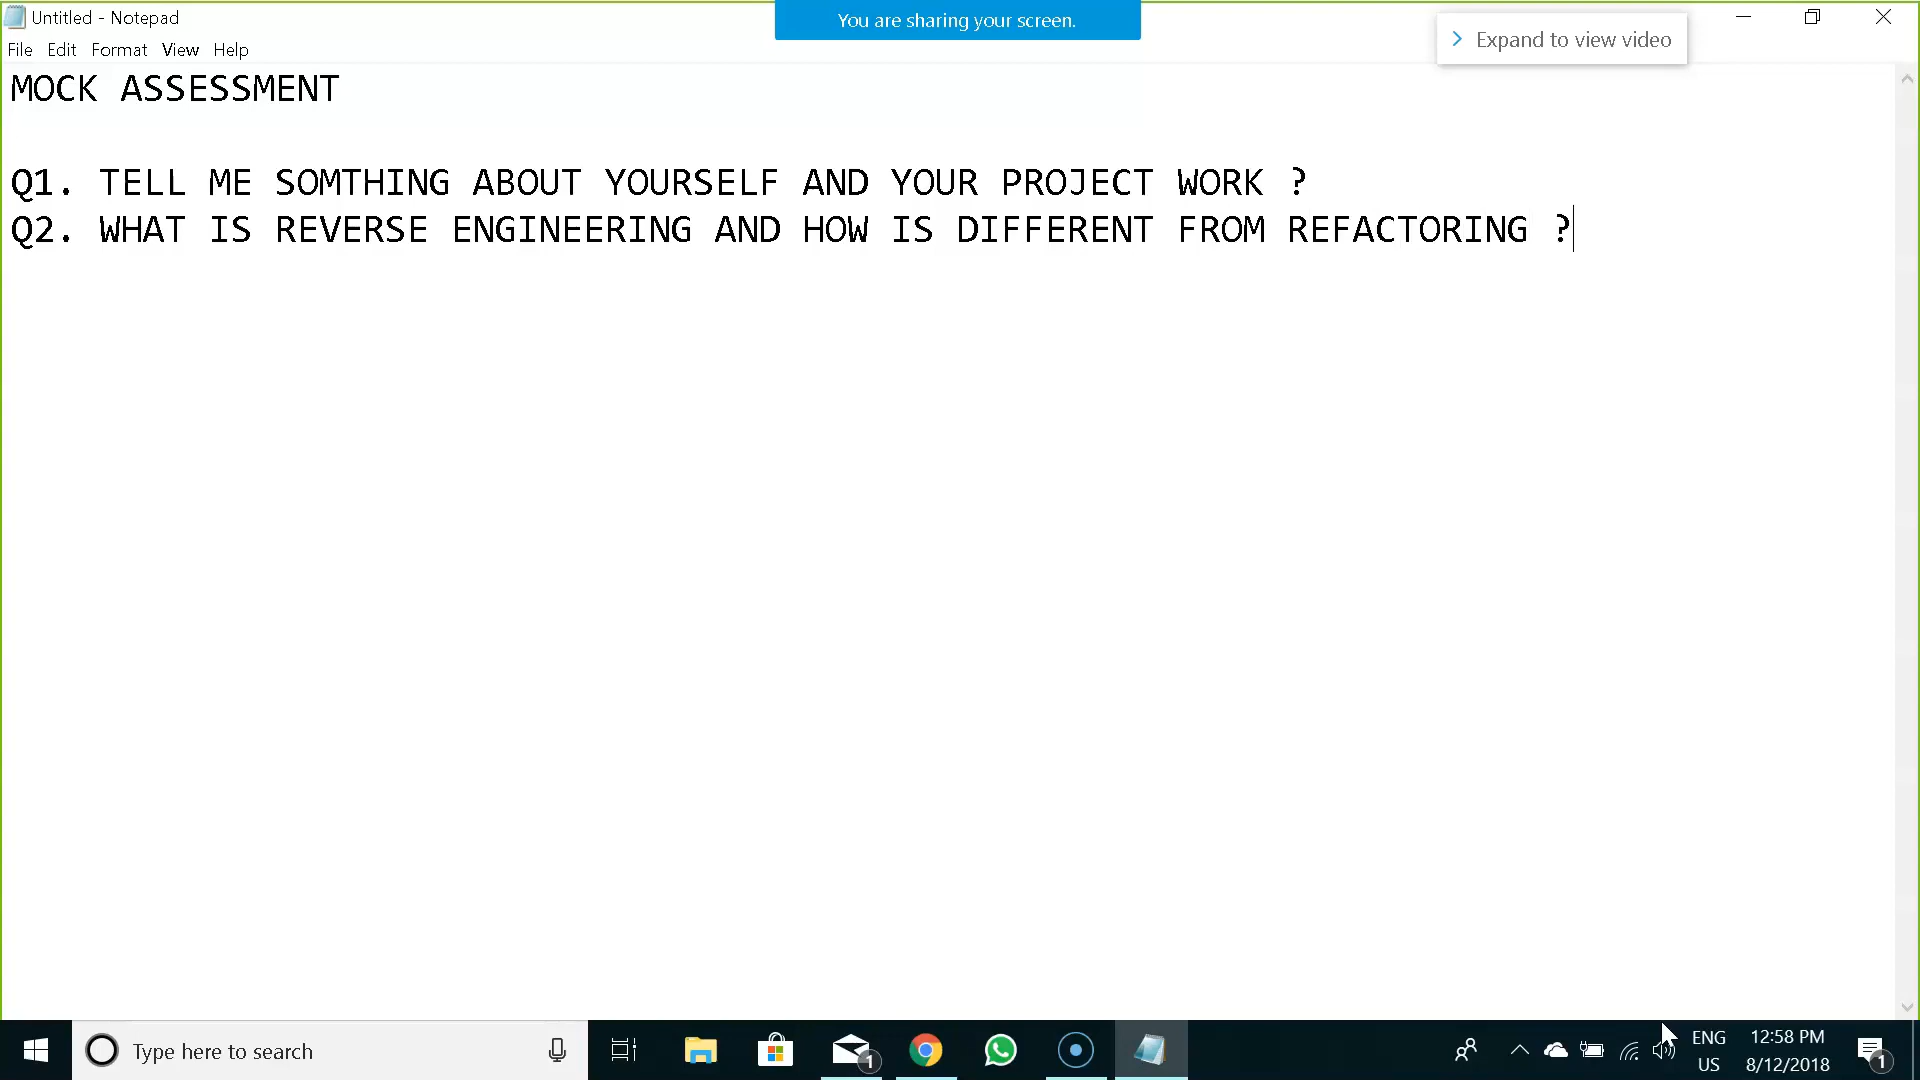 Untitled - Notepad
You are sharing your screen.
Expand to view video
File Edit Format View Help
MOCK ASSESSMENT
Q1. TELL ME SOMTHING ABOUT YOURSELF AND YOUR PROJECT WORK ?
Q2. WHAT IS REVERSE ENGINEERING AND HOW IS DIFFERENT FROM REFACTORING ?
Type here to search
1
ENG
US
12:58 PM
8/12/2018
1